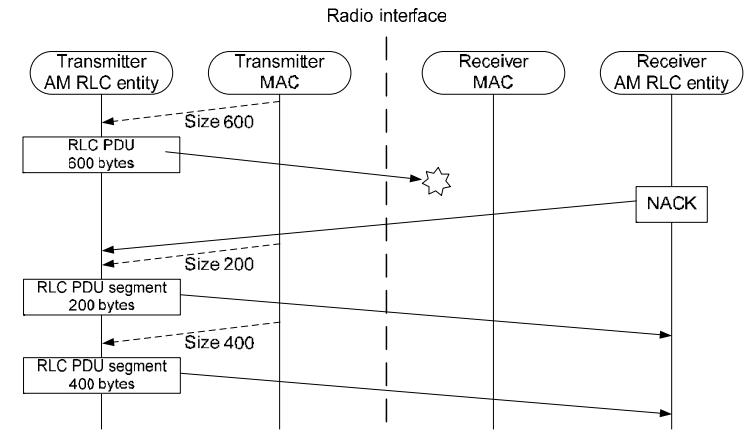 Radio interface
Transmitter
AM RLC entity
Transmitter
MAC
Receiver
MAC
Receiver
AM RLC entity
Size 600
RLC PDU
600 bytes
NACK
Size 200
RLC PDU segment
200 bytes
Size 400
RLC PDU segment
400 bytes